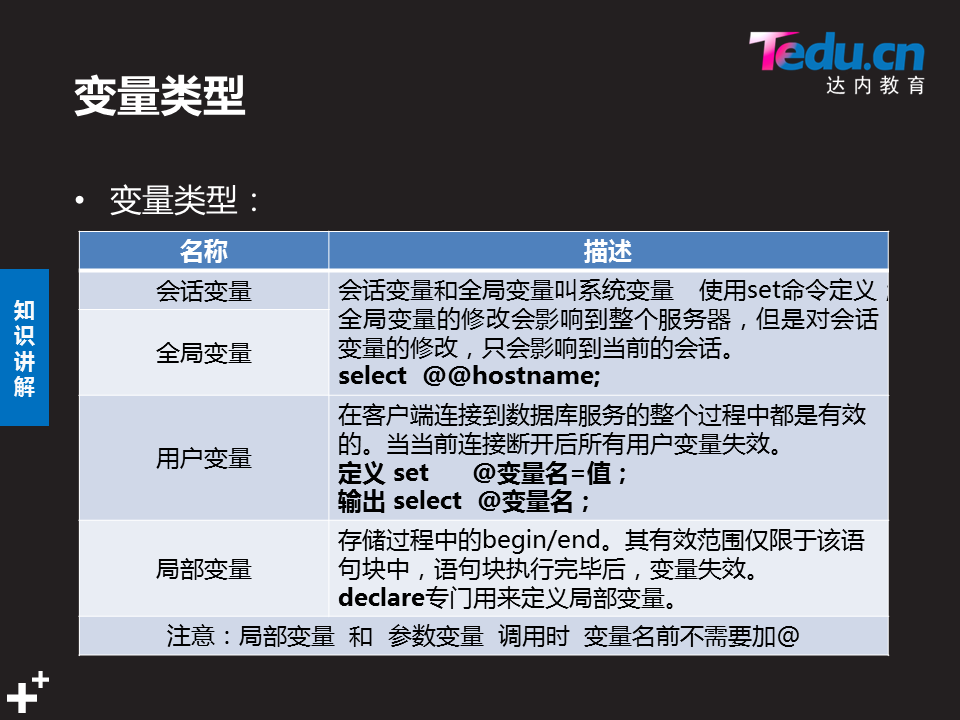 Tedu.cn
达内教育
变量类型
• 变量类型：
名称 描述
会话变量
全局变量
会话变量和全局变量叫系统变量 使用set命令定义；
全局变量的修改会影响到整个服务器，但是对会话
变量的修改，只会影响到当前的会话。
select @@hostname;
用户变量
在客户端连接到数据库服务的整个过程中都是有效
的。当当前连接断开后所有用户变量失效。
定义 set @变量名=值；
输出 select @变量名；
局部变量
存储过程中的begin/end。其有效范围仅限于该语
句块中，语句块执行完毕后，变量失效。
declare专门用来定义局部变量。
注意：局部变量 和 参数变量 调用时 变量名前不需要加@
知
识
讲
解